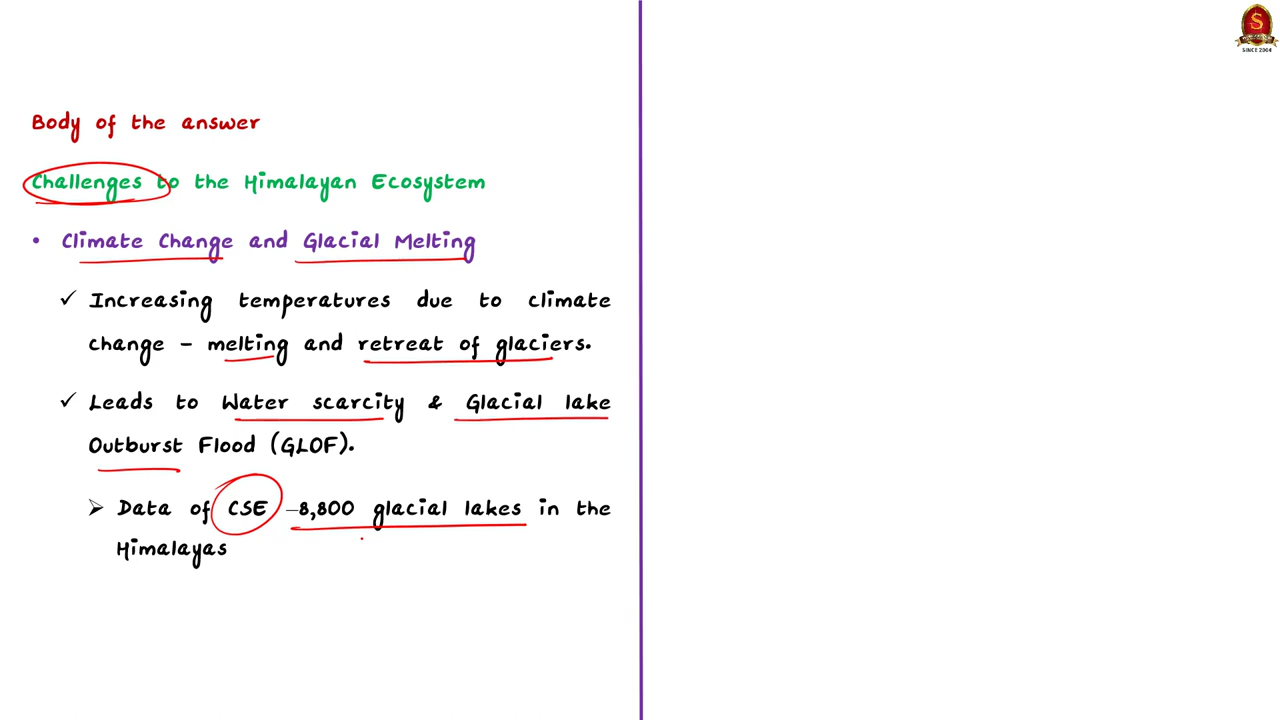 Body of the answer
Challenges to the Himalayan Ecosystem
• Climate Change and Glacial Melting
✓ Increasing temperatures due to climate
change – melting and retreat of glaciers.
✓ Leads to Water scarcity & Glacial lake
Outburst Flood (GLOF).
➢ Data of CSE –8,800 glacial lakes in the
Himalayas
S
SINCE 2004